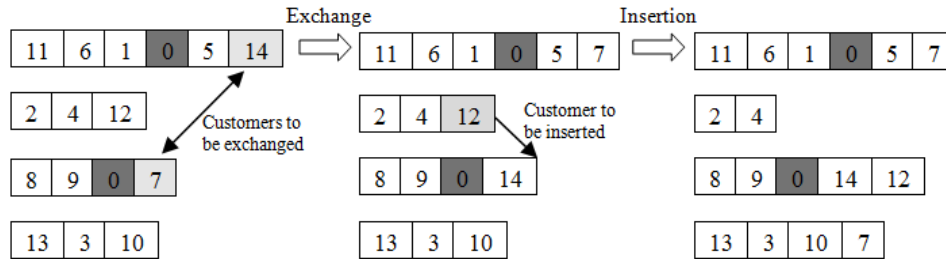 Exchange Insertion
11 6 1 0 5 14 11 6 1 0 5 7 11 6 1 0 5 7
2 4 12 2 4 12 2 4
Customers to
be exchanged
Customer to
be inserted
8 9 0 7 8 9 0 14 8 9 0 14 12
13 3 10 13 3 10 13 3 10 7